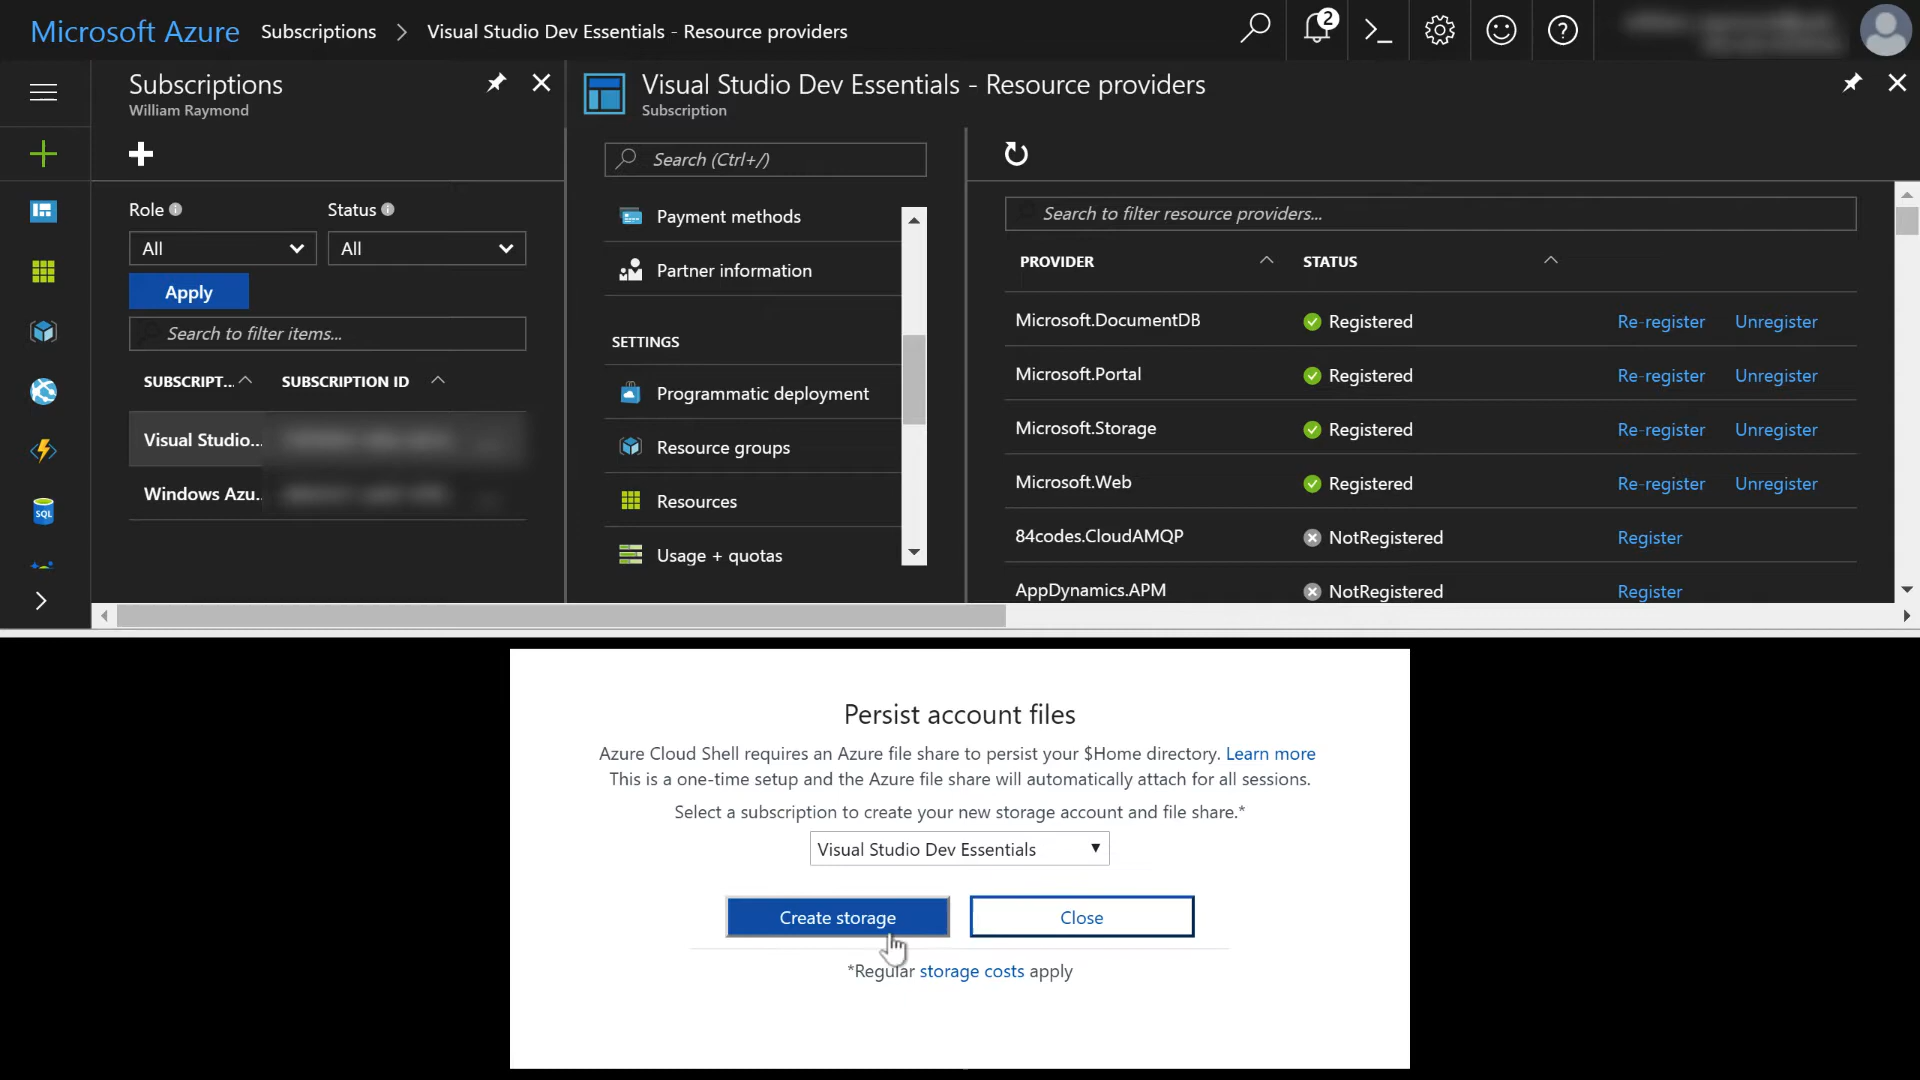 Microsoft Azure Subscriptions > Visual Studio Dev Essentials - Resource providers
2
Subscriptions
William Raymond
Role
Status
All
All
Apply
Search to filter items...
SUBSCRIPT...
SUBSCRIPTION ID
Visual Studio...
Windows Azu...
Visual Studio Dev Essentials - Resource providers
Subscription
Search (Ctrl+/)
Payment methods
Partner information
SETTINGS
Programmatic deployment
Resource groups
Resources
Usage + quotas
Search to filter resource providers...
PROVIDER
STATUS
Microsoft.DocumentDB Registered Re-register Unregister
Microsoft.Portal Registered Re-register Unregister
Microsoft.Storage Registered Re-register Unregister
Microsoft.Web Registered Re-register Unregister
84codes.CloudAMQP NotRegistered Register
AppDynamics.APM NotRegistered Register
SQL
Persist account files
Azure Cloud Shell requires an Azure file share to persist your $Home directory. Learn more
This is a one-time setup and the Azure file share will automatically attach for all sessions.
Select a subscription to create your new storage account and file share.*
Visual Studio Dev Essentials
Create storage
Close
*Regular storage costs apply